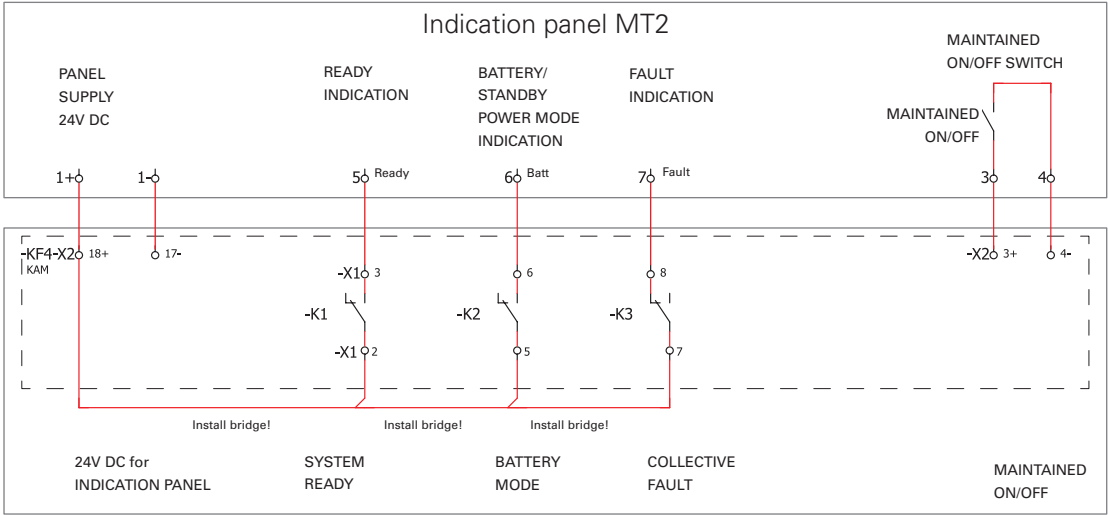 Indication panel MT2
MAINTAINED
ON/OFF SWITCH
PANEL
SUPPLY
24V DC
READY
INDICATION
BATTERY/
STANDBY
POWER MODE
INDICATION
FAULT
INDICATION
MAINTAINED
ON/OFF
1+
1-
5 Ready
6 Batt
7 Fault
3
4
-KF4-X2 18+
KAM
17-
-X1 3
6
8
-X2 3+
4-
-K1
-K2
-K3
-X1 2
5
7
Install bridge!
Install bridge!
Install bridge!
24V DC for
INDICATION PANEL
SYSTEM
READY
BATTERY
MODE
COLLECTIVE
FAULT
MAINTAINED
ON/OFF